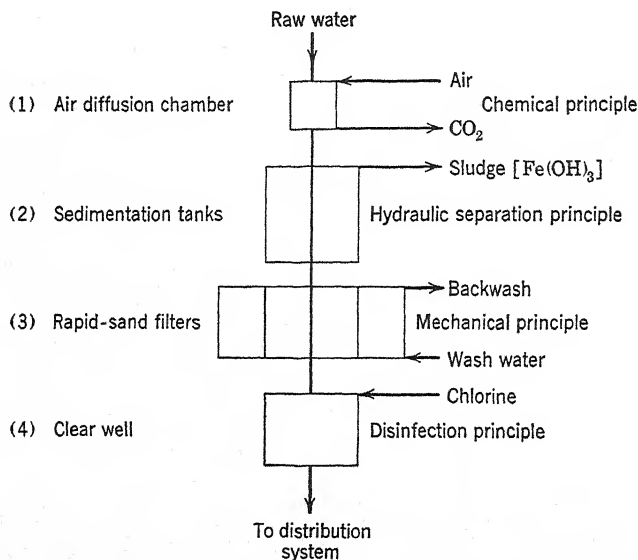 Raw water
Air
(1) Air diffusion chamber
Chemical principle
CO₂
Sludge [Fe(OH)₃]
(2) Sedimentation tanks
Hydraulic separation principle
Backwash
(3) Rapid-sand filters
Mechanical principle
Wash water
Chlorine
(4) Clear well
Disinfection principle
To distribution
system